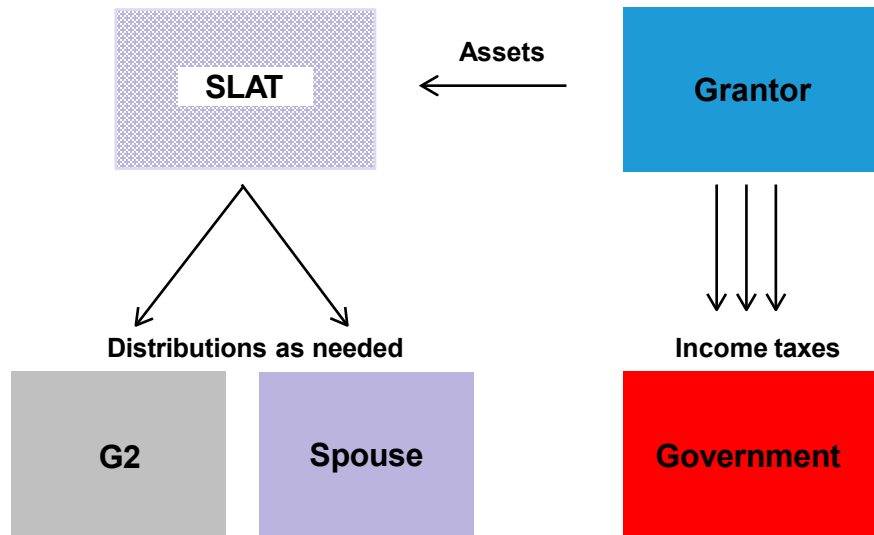 Assets
SLAT
Grantor
Distributions as needed
Income taxes
G2
Spouse
Government